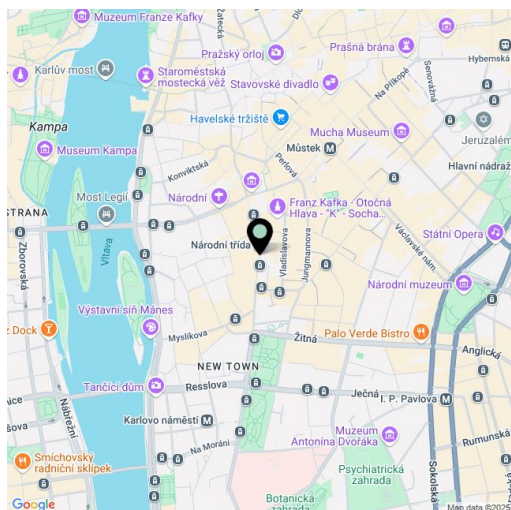 Muzeum Franze Kafky
Zatecká
Pražský orloj
Prašná brána
Hybernská
Karlův most
Staroměstská
mostecká věž
Stavovské divadlo
Na Příkopě
Senovážná
Havelské tržiště
Kampa
Mucha Museum
Jeruzalém
Museum Kampa
Konviktská
Perlová
Můstek
Hlavní nádraž
Most Legií
Národní
Franz Kafka - Otočná
Hlava - "K" - Socha...
STRANA
Zborovská
Vltava
Národní třída
Vladislavova
Jungmannova
Václavské nám.
Státní Opera
Národní muzeum
Výstavní síň Mánes
z Dock
Myslíkova
Žitná
Palo Verde Bistro
Anglická
NEW TOWN
Tančící dům
Resslova
Ječná
I. P. Pavlova
Nábřežní
Karlovo náměstí
Na Moráni
Muzeum
Antonína Dvořáka
Rumunská
Sokolská
Smíchovský
radniční sklípek
Psychiatrická
zahrada
Botanická
zahrada
Google
Map data ©2025